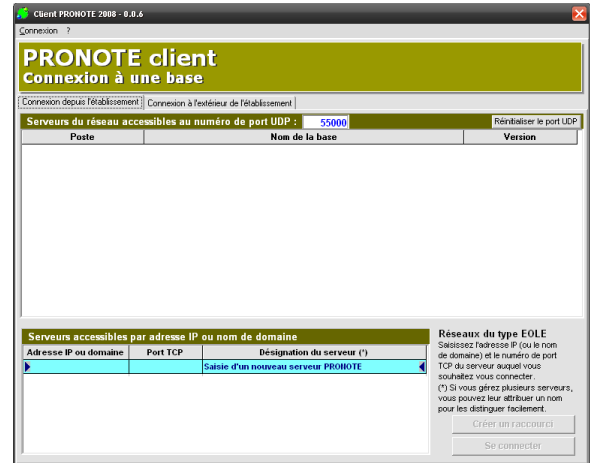 Client PRONOTE 2008 - 0.0.6
Connexion ?
PRONOTE client
Connexion à une base
Connexion depuis l'établissement Connexion à l'extérieur de l'établissement
Serveurs du réseau accessibles au numéro de port UDP : 55000 Réinitialiser le port UDP
Poste Nom de la base Version
Serveurs accessibles par adresse IP ou nom de domaine
Adresse IP ou domaine Port TCP Désignation du serveur (*)
Saisie d'un nouveau serveur PRONOTE
Réseaux du type EOLE
Saisissez l'adresse IP (ou le nom
de domaine) et le numéro de port
TCP du serveur auquel vous
souhaitez vous connecter.
(*) Si vous gérez plusieurs serveurs,
vous pouvez leur attribuer un nom
pour les distinguer facilement.
Créer un raccourci
Se connecter